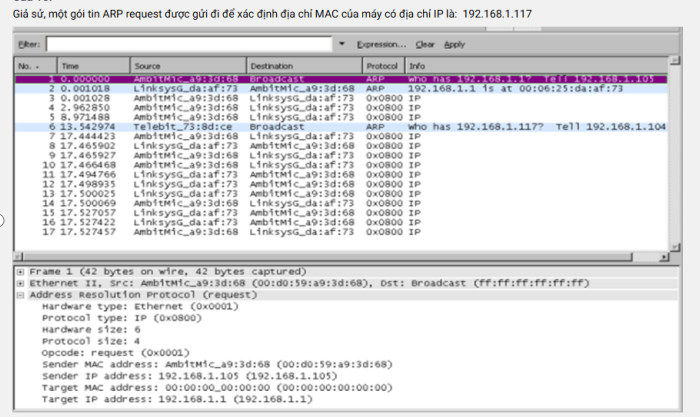 Giả sử, một gói tin ARP request được gửi đi để xác định địa chỉ MAC của máy có địa chỉ IP là: 192.168.1.117
Filter: Expression... Clear Apply
No. - Time Source Destination Protocol Info
1 0.000000 AmbitMic_a9:3d:68 Broadcast ARP who has 192.168.1.1? Tell 192.168.1.105
2 0.001018 LinksysG_da:af:73 AmbitMic_a9:3d:68 ARP 192.168.1.1 is at 00:06:25:da:af:73
3 0.001028 AmbitMic_a9:3d:68 LinksysG_da:af:73 0x0800 IP
4 2.962850 AmbitMic_a9:3d:68 LinksysG_da:af:73 0x0800 IP
5 8.971488 AmbitMic_a9:3d:68 LinksysG_da:af:73 0x0800 IP
6 13.542974 Telebit_73:8d:ce Broadcast ARP who has 192.168.1.117? Tell 192.168.1.104
7 17.444423 AmbitMic_a9:3d:68 LinksysG_da:af:73 0x0800 IP
8 17.465902 LinksysG_da:af:73 AmbitMic_a9:3d:68 0x0800 IP
9 17.465927 AmbitMic_a9:3d:68 LinksysG_da:af:73 0x0800 IP
10 17.466468 AmbitMic_a9:3d:68 LinksysG_da:af:73 0x0800 IP
11 17.494766 LinksysG_da:af:73 AmbitMic_a9:3d:68 0x0800 IP
12 17.498935 LinksysG_da:af:73 AmbitMic_a9:3d:68 0x0800 IP
13 17.500025 AmbitMic_a9:3d:68 LinksysG_da:af:73 0x0800 IP
14 17.500069 LinksysG_da:af:73 AmbitMic_a9:3d:68 0x0800 IP
15 17.527057 LinksysG_da:af:73 AmbitMic_a9:3d:68 0x0800 IP
16 17.527422 LinksysG_da:af:73 AmbitMic_a9:3d:68 0x0800 IP
17 17.527457 AmbitMic_a9:3d:68 LinksysG_da:af:73 0x0800 IP
Frame 1 (42 bytes on wire, 42 bytes captured)
Ethernet II, Src: AmbitMic_a9:3d:68 (00:d0:59:a9:3d:68), Dst: Broadcast (ff:ff:ff:ff:ff:ff)
Address Resolution Protocol (request)
Hardware type: Ethernet (0x0001)
Protocol type: IP (0x0800)
Hardware size: 6
Protocol size: 4
Opcode: request (0x0001)
Sender MAC address: AmbitMic_a9:3d:68 (00:d0:59:a9:3d:68)
Sender IP address: 192.168.1.105 (192.168.1.105)
Target MAC address: 00:00:00_00:00:00 (00:00:00:00:00:00)
Target IP address: 192.168.1.1 (192.168.1.1)